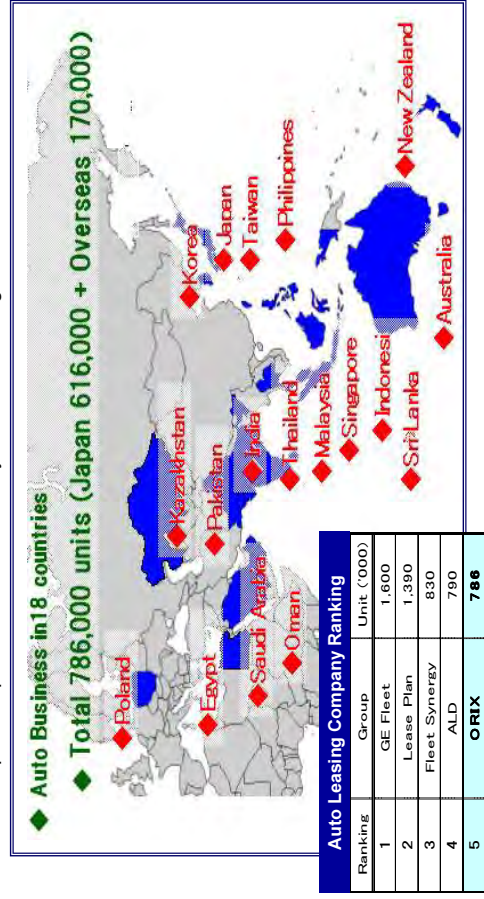 ◆ Auto Business in 18 countries
◆ Total 786,000 units (Japan 616,000 + Overseas 170,000)
◆Poland
◆Kazakhstan
◆Korea
◆Japan
◆Egypt
◆Pakistan
◆Taiwan
◆Saudi Arabia
◆India
◆Philippines
◆Oman
◆Thailand
◆Malaysia
◆Singapore
◆Indonesi
◆Sri Lanka
◆New Zealand
◆Australia
Auto Leasing Company Ranking
Ranking Group Unit ('000)
1 GE Fleet 1,600
2 Lease Plan 1,390
3 Fleet Synergy 830
4 ALD 790
5 ORIX 786